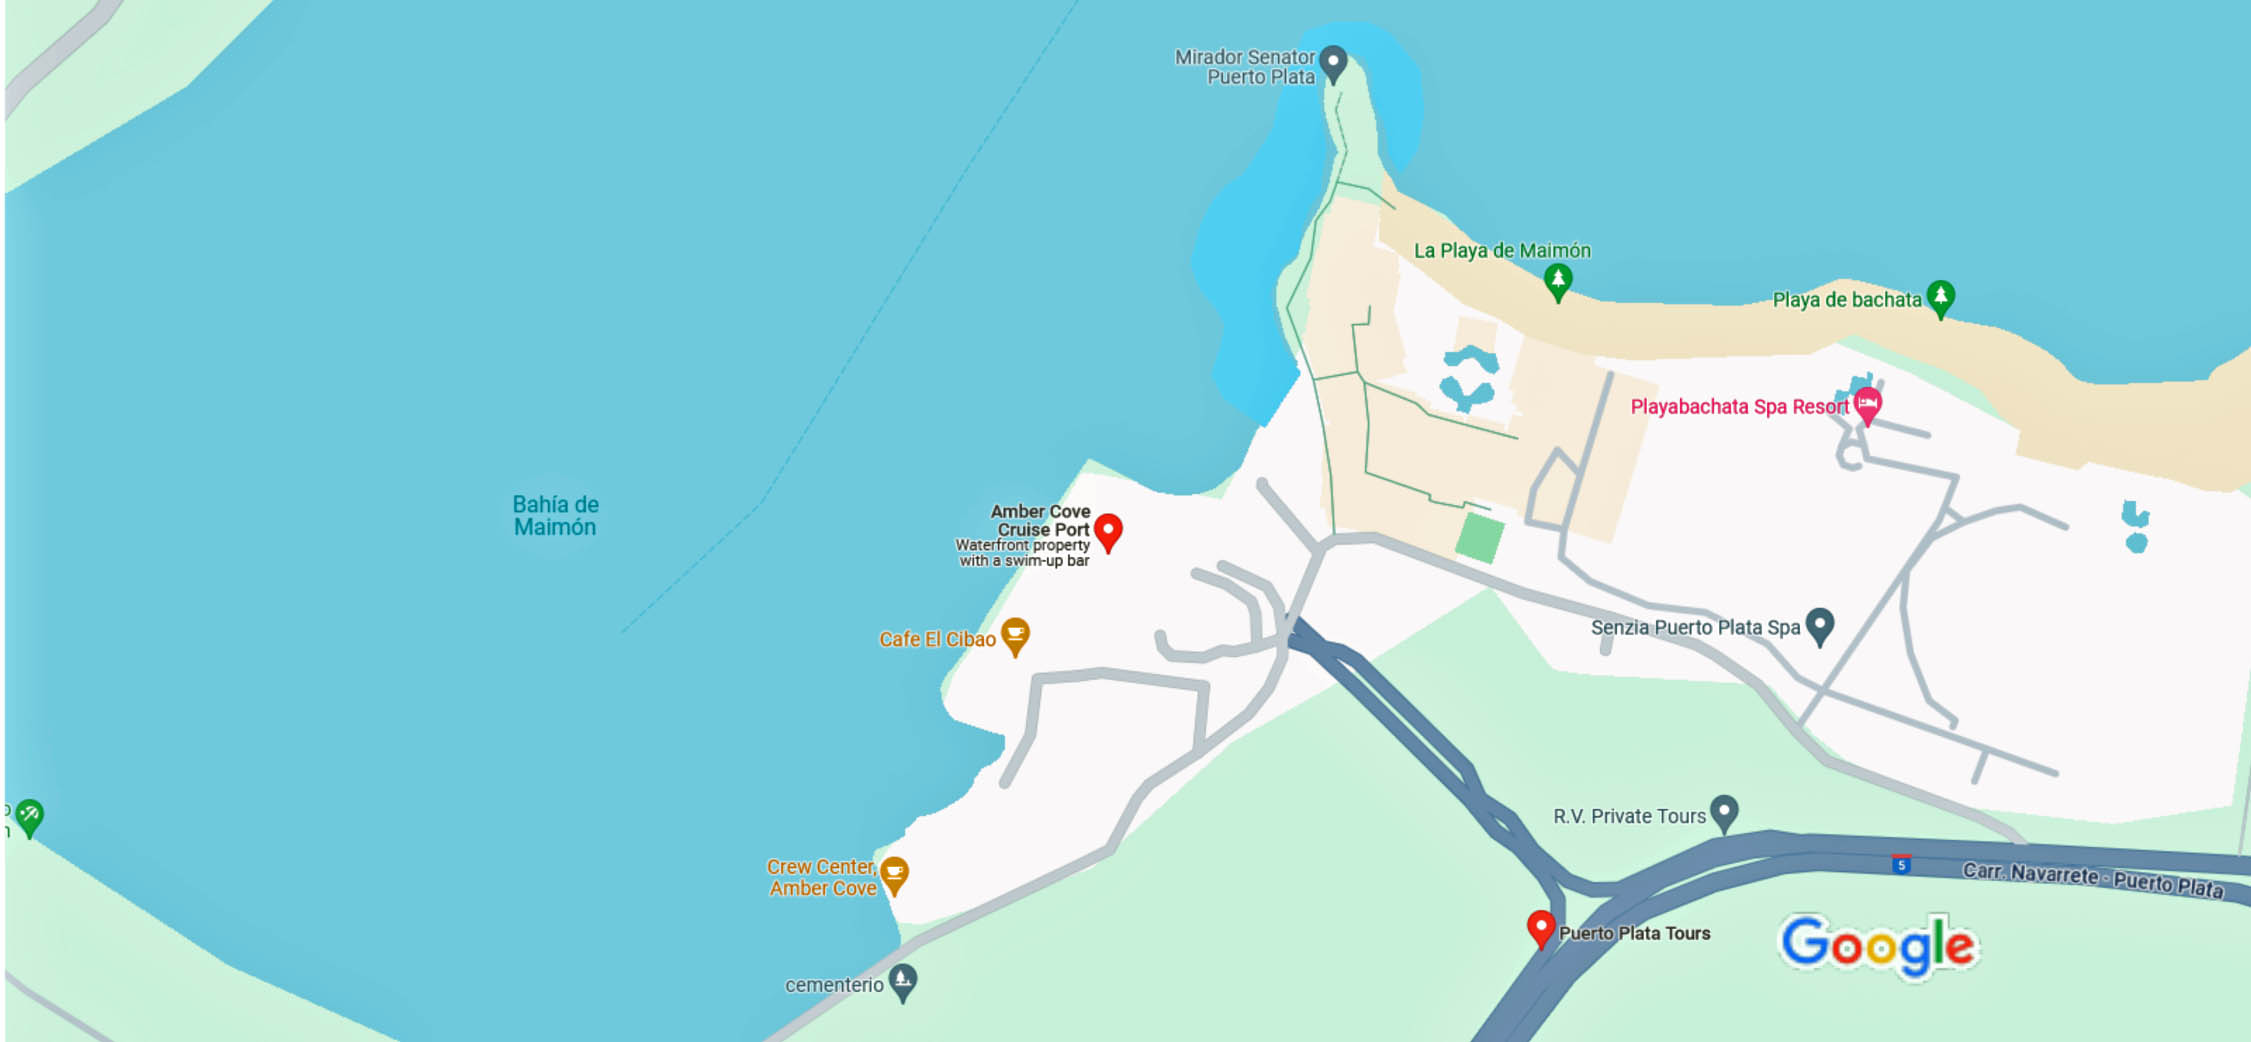 Mirador Senator
Puerto Plata
La Playa de Maimón
Playa de bachata
Playabachata Spa Resort
Bahía de
Maimón
Amber Cove
Cruise Port
Waterfront property
with a swim-up bar
Cafe El Cibao
Senzia Puerto Plata Spa
R.V. Private Tours
Crew Center,
Amber Cove
5
Carr. Navarrete - Puerto Plata
Puerto Plata Tours
Google
cementerio